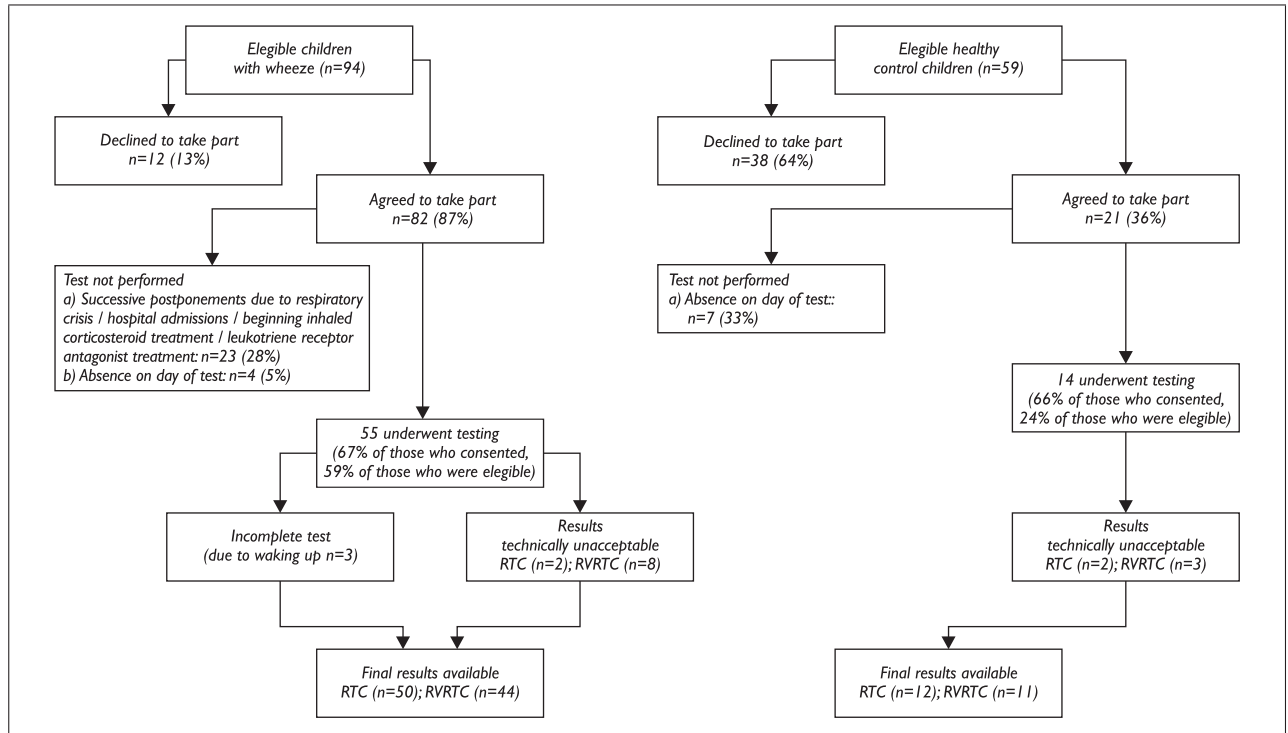 Elegible children
with wheeze (n=94)
Declined to take part
n=12 (13%)
Agreed to take part
n=82 (87%)
Test not performed
a) Successive postponements due to respiratory
crisis / hospital admissions / beginning inhaled
corticosteroid treatment / leukotriene receptor
antagonist treatment: n=23 (28%)
b) Absence on day of test: n=4 (5%)
55 underwent testing
(67% of those who consented,
59% of those who were elegible)
Incomplete test
(due to waking up n=3)
Results
technically unacceptable
RTC (n=2); RVRTC (n=8)
Final results available
RTC (n=50); RVRTC (n=44)
Elegible healthy
control children (n=59)
Declined to take part
n=38 (64%)
Agreed to take part
n=21 (36%)
Test not performed
a) Absence on day of test::
n=7 (33%)
14 underwent testing
(66% of those who consented,
24% of those who were elegible)
Results
technically unacceptable
RTC (n=2); RVRTC (n=3)
Final results available
RTC (n=12); RVRTC (n=11)